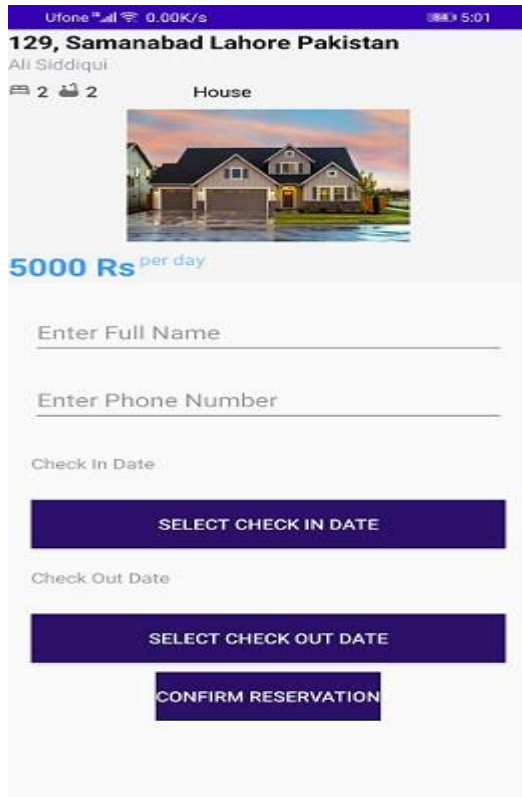 Ufone 0.00K/s 5:01
129, Samanabad Lahore Pakistan
Ali Siddiqui
2 2 House
5000 Rs per day
Enter Full Name
Enter Phone Number
Check In Date
SELECT CHECK IN DATE
Check Out Date
SELECT CHECK OUT DATE
CONFIRM RESERVATION